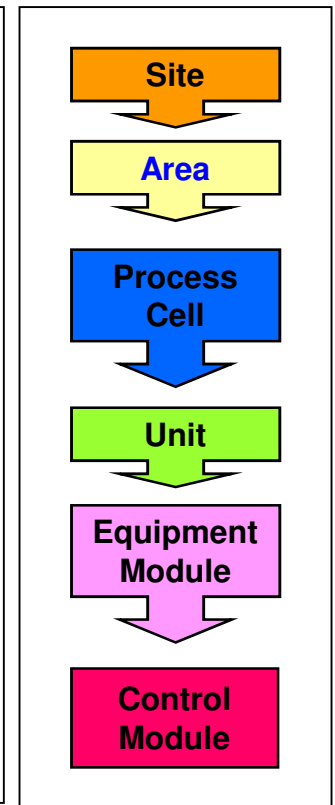 Site
Area
Process
Cell
Unit
Equipment
Module
Control
Module